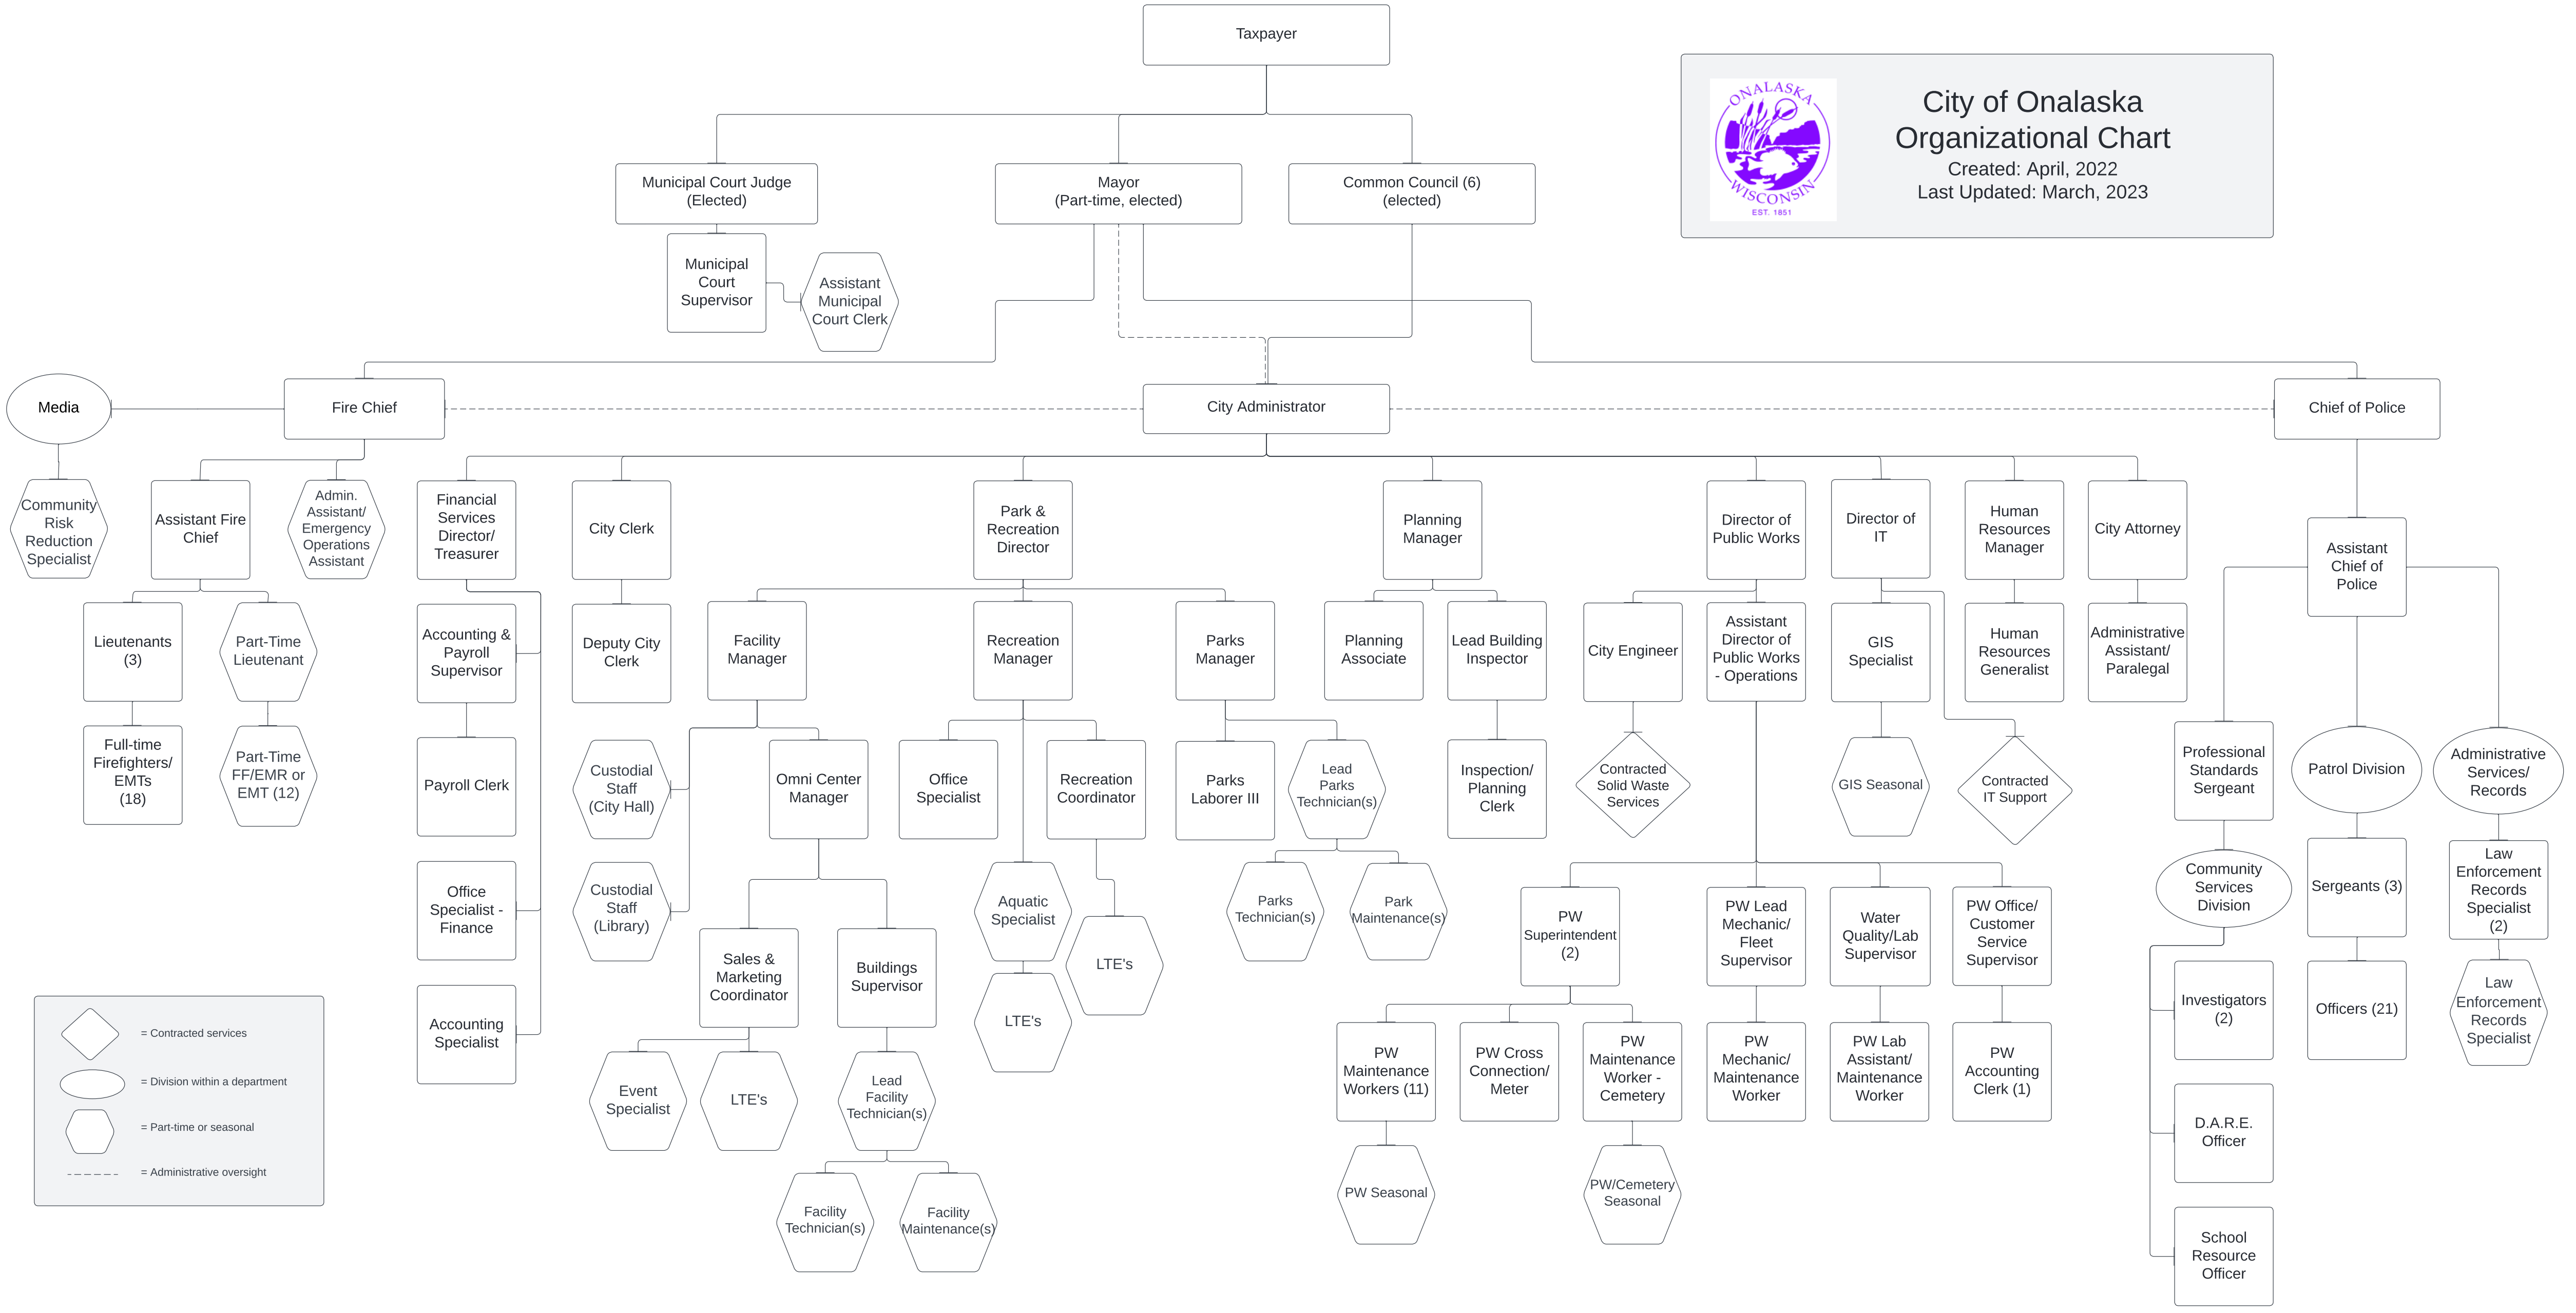 Taxpayer
ONALASKA
WISCONSIN
EST. 1851
City of Onalaska
Organizational Chart
Created: April, 2022
Last Updated: March, 2023
Municipal Court Judge
(Elected)
Mayor
(Part-time, elected)
Common Council (6)
(elected)
Municipal
Court
Supervisor
Assistant
Municipal
Court Clerk
Media
Fire Chief
City Administrator
Chief of Police
Community
Risk
Reduction
Specialist
Assistant Fire
Chief
Admin.
Assistant/
Emergency
Operations
Assistant
Financial
Services
Director/
Treasurer
City Clerk
Park &
Recreation
Director
Planning
Manager
Director of
Public Works
Director of
IT
Human
Resources
Manager
City Attorney
Assistant
Chief of
Police
Lieutenants
(3)
Part-Time
Lieutenant
Accounting &
Payroll
Supervisor
Deputy City
Clerk
Facility
Manager
Recreation
Manager
Parks
Manager
Planning
Associate
Lead Building
Inspector
City Engineer
Assistant
Director of
Public Works
- Operations
GIS
Specialist
Human
Resources
Generalist
Administrative
Assistant/
Paralegal
Full-time
Firefighters/
EMTs
(18)
Part-Time
FF/EMR or
EMT (12)
Payroll Clerk
Custodial
Staff
(City Hall)
Omni Center
Manager
Office
Specialist
Recreation
Coordinator
Parks
Laborer III
Lead
Parks
Technician(s)
Inspection/
Planning
Clerk
Contracted
Solid Waste
Services
GIS Seasonal
Contracted
IT Support
Professional
Standards
Sergeant
Patrol Division
Administrative
Services/
Records
Office
Specialist -
Finance
Custodial
Staff
(Library)
Aquatic
Specialist
LTE's
Parks
Technician(s)
Park
Maintenance(s)
PW
Superintendent
(2)
PW Lead
Mechanic/
Fleet
Supervisor
Water
Quality/Lab
Supervisor
PW Office/
Customer
Service
Supervisor
Community
Services
Division
Sergeants (3)
Law
Enforcement
Records
Specialist
(2)
Sales &
Marketing
Coordinator
Buildings
Supervisor
LTE's
Accounting
Specialist
Investigators
(2)
Officers (21)
Law
Enforcement
Records
Specialist
Event
Specialist
LTE's
Lead
Facility
Technician(s)
PW
Maintenance
Workers (11)
PW Cross
Connection/
Meter
PW
Maintenance
Worker -
Cemetery
PW
Mechanic/
Maintenance
Worker
PW Lab
Assistant/
Maintenance
Worker
PW
Accounting
Clerk (1)
D.A.R.E.
Officer
Facility
Technician(s)
Facility
Maintenance(s)
PW Seasonal
PW/Cemetery
Seasonal
School
Resource
Officer
= Contracted services
= Division within a department
= Part-time or seasonal
= Administrative oversight